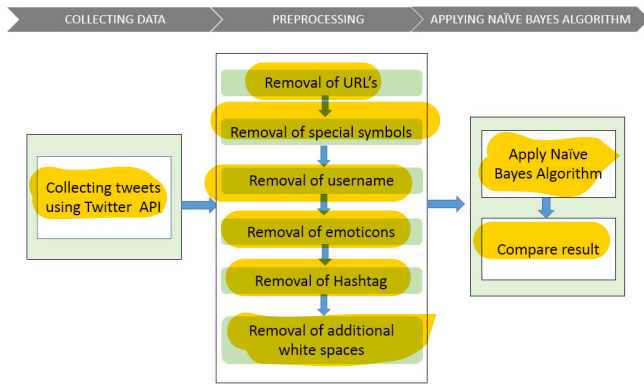 COLLECTING DATA
PREPROCESSING
APPLYING NAÏVE BAYES ALGORITHM
Collecting tweets
using Twitter API
Removal of URL's
Removal of special symbols
Removal of username
Removal of emoticons
Removal of Hashtag
Removal of additional
white spaces
Apply Naïve
Bayes Algorithm
Compare result